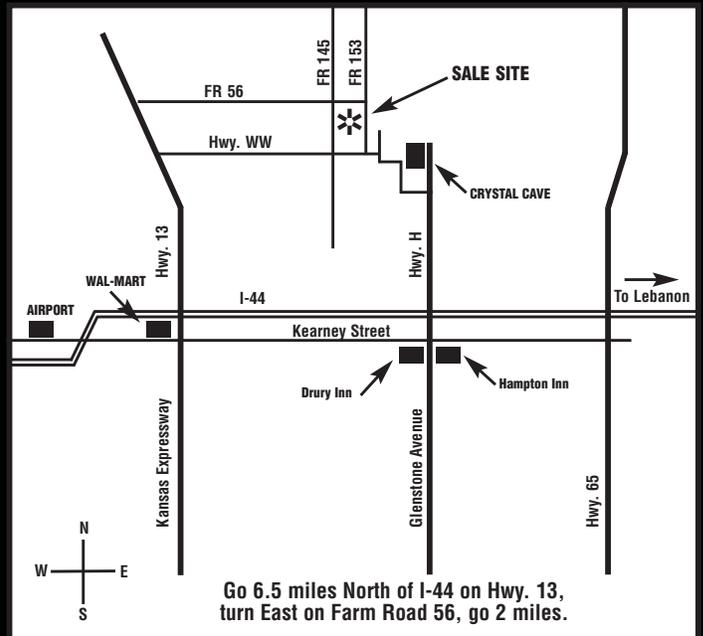 FR 145
FR 153
SALE SITE
FR 56
Hwy. WW
CRYSTAL CAVE
Hwy. 13
Hwy. H
WAL-MART
I-44
To Lebanon
AIRPORT
Kearney Street
Drury Inn
Hampton Inn
Kansas Expressway
Glenstone Avenue
Hwy. 65
N
W
E
S
Go 6.5 miles North of I-44 on Hwy. 13,
turn East on Farm Road 56, go 2 miles.